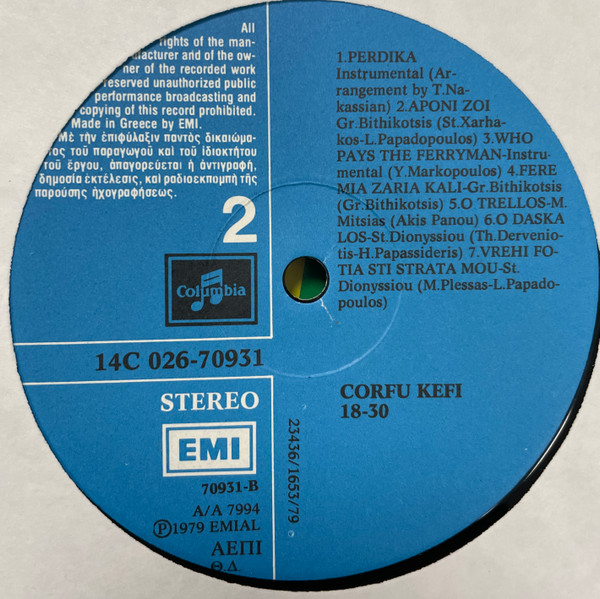 All
rights of the man-
facturer and of the ow-
ner of the recorded work
reserved unauthorized public
performance broadcasting and
copying of this record prohibited.
Made in Greece by EMI.
Μὲ τὴν ἐπιφύλαξιν παντὸς δικαιώμα-
τος τοῦ παραγωγοῦ καὶ τοῦ ἰδιοκτήτου
τοῦ ἔργου, ἀπαγορεύεται ἡ ἀντιγραφή,
δημοσία ἐκτέλεσις, καὶ ραδιοεκπομπὴ τῆς
παρούσης ἠχογραφήσεως.
2
Columbia
14C 026-70931
STEREO
EMI
70931-B
A/A 7994
Ⓟ1979 EMIAL
ΑΕΠΙ
Θ.Δ.
1.PERDIKA
Instrumental (Ar-
rangement by T.Na-
kassian) 2.APONI ZOI
Gr.Bithikotsis (St.Xarha-
kos-L.Papadopoulos) 3.WHO
PAYS THE FERRYMAN-Instru-
mental (Y.Markopoulos) 4.FERE
MIA ZARIA KALI-Gr.Bithikotsis
(Gr.Bithikotsis) 5.O TRELLOS-M.
Mitsias (Akis Panou) 6.O DASKA
LOS-St.Dionyssiou (Th.Dervenio-
tis-H.Papassideris) 7.VREHI FO-
TIA STI STRATA MOU-St.
Dionyssiou (M.Plessas-L.Papado-
poulos)
CORFU KEFI
18-30
23436/1653/79